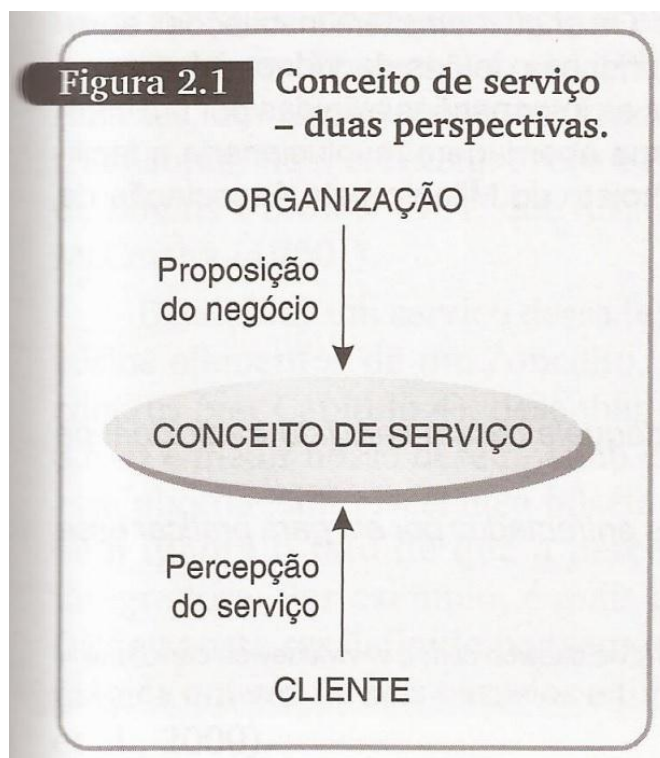 Figura 2.1 Conceito de serviço
– duas perspectivas.
ORGANIZAÇÃO
Proposição
do negócio
CONCEITO DE SERVIÇO
Percepção
do serviço
CLIENTE